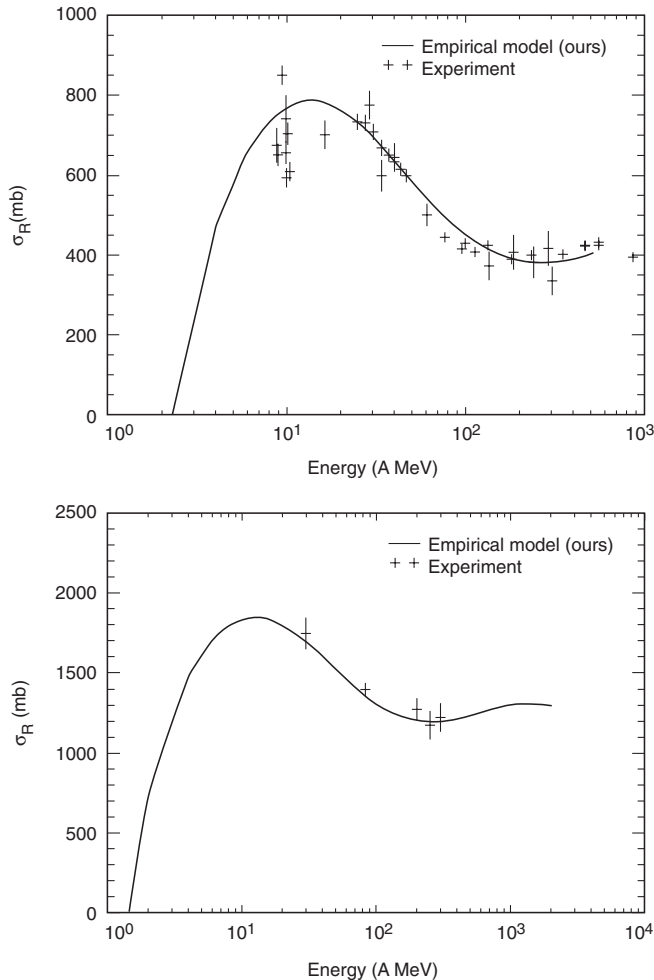 1000
800
600
400
200
0
σR(mb)
Empirical model (ours)
Experiment
10^0
10^1
10^2
10^3
Energy (A MeV)
2500
2000
1500
1000
500
0
σR (mb)
Empirical model (ours)
Experiment
10^0
10^1
10^2
10^3
10^4
Energy (A MeV)